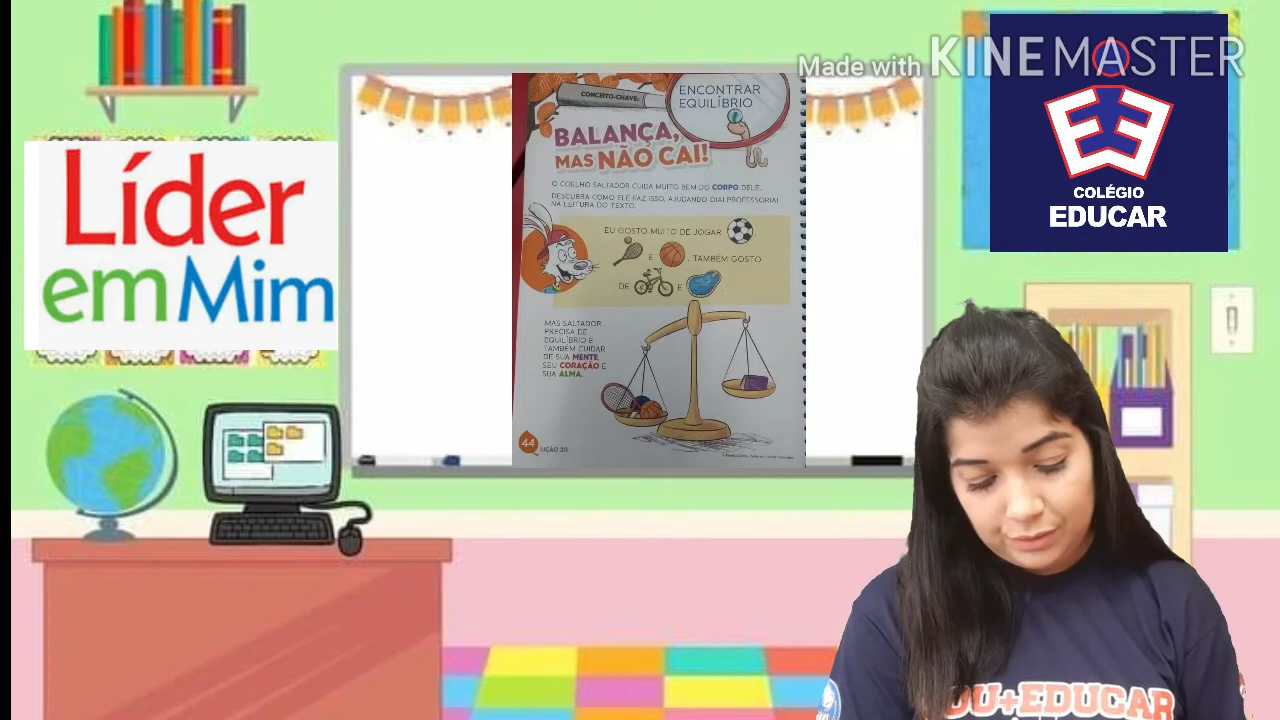 Made with KINEMASTER
Líder
em Mim
COLÉGIO
EDUCAR
CONCEITO-CHAVE:
ENCONTRAR
EQUILÍBRIO
BALANÇA,
MAS NÃO CAI!
O COELHO SALTADOR CUIDA MUITO BEM DO CORPO DELE.
DESCUBRA COMO ELE FAZ ISSO, AJUDANDO O(A) PROFESSOR(A)
NA LEITURA DO TEXTO:
EU GOSTO MUITO DE JOGAR
E . TAMBÉM GOSTO
DE E
MAS SALTADOR
PRECISA DE
EQUILÍBRIO E
TAMBÉM CUIDAR
DE SUA MENTE,
SEU CORAÇÃO E
SUA ALMA.
44 LIÇÃO 20
OU+EDUCAR